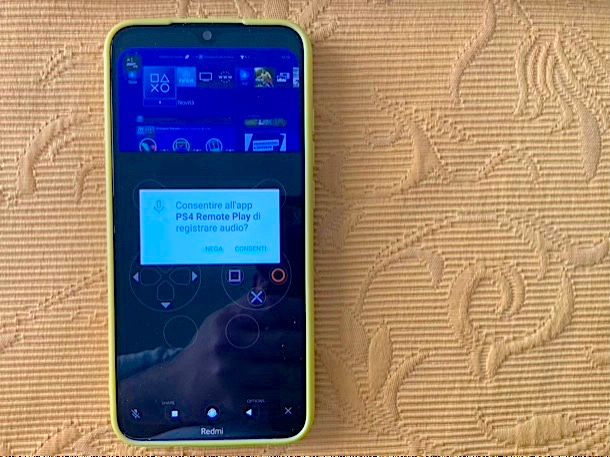 Novità
Consentire all'app
PS4 Remote Play di
registrare audio?
NEGA CONSENTI
SHARE OPTIONS
Redmi